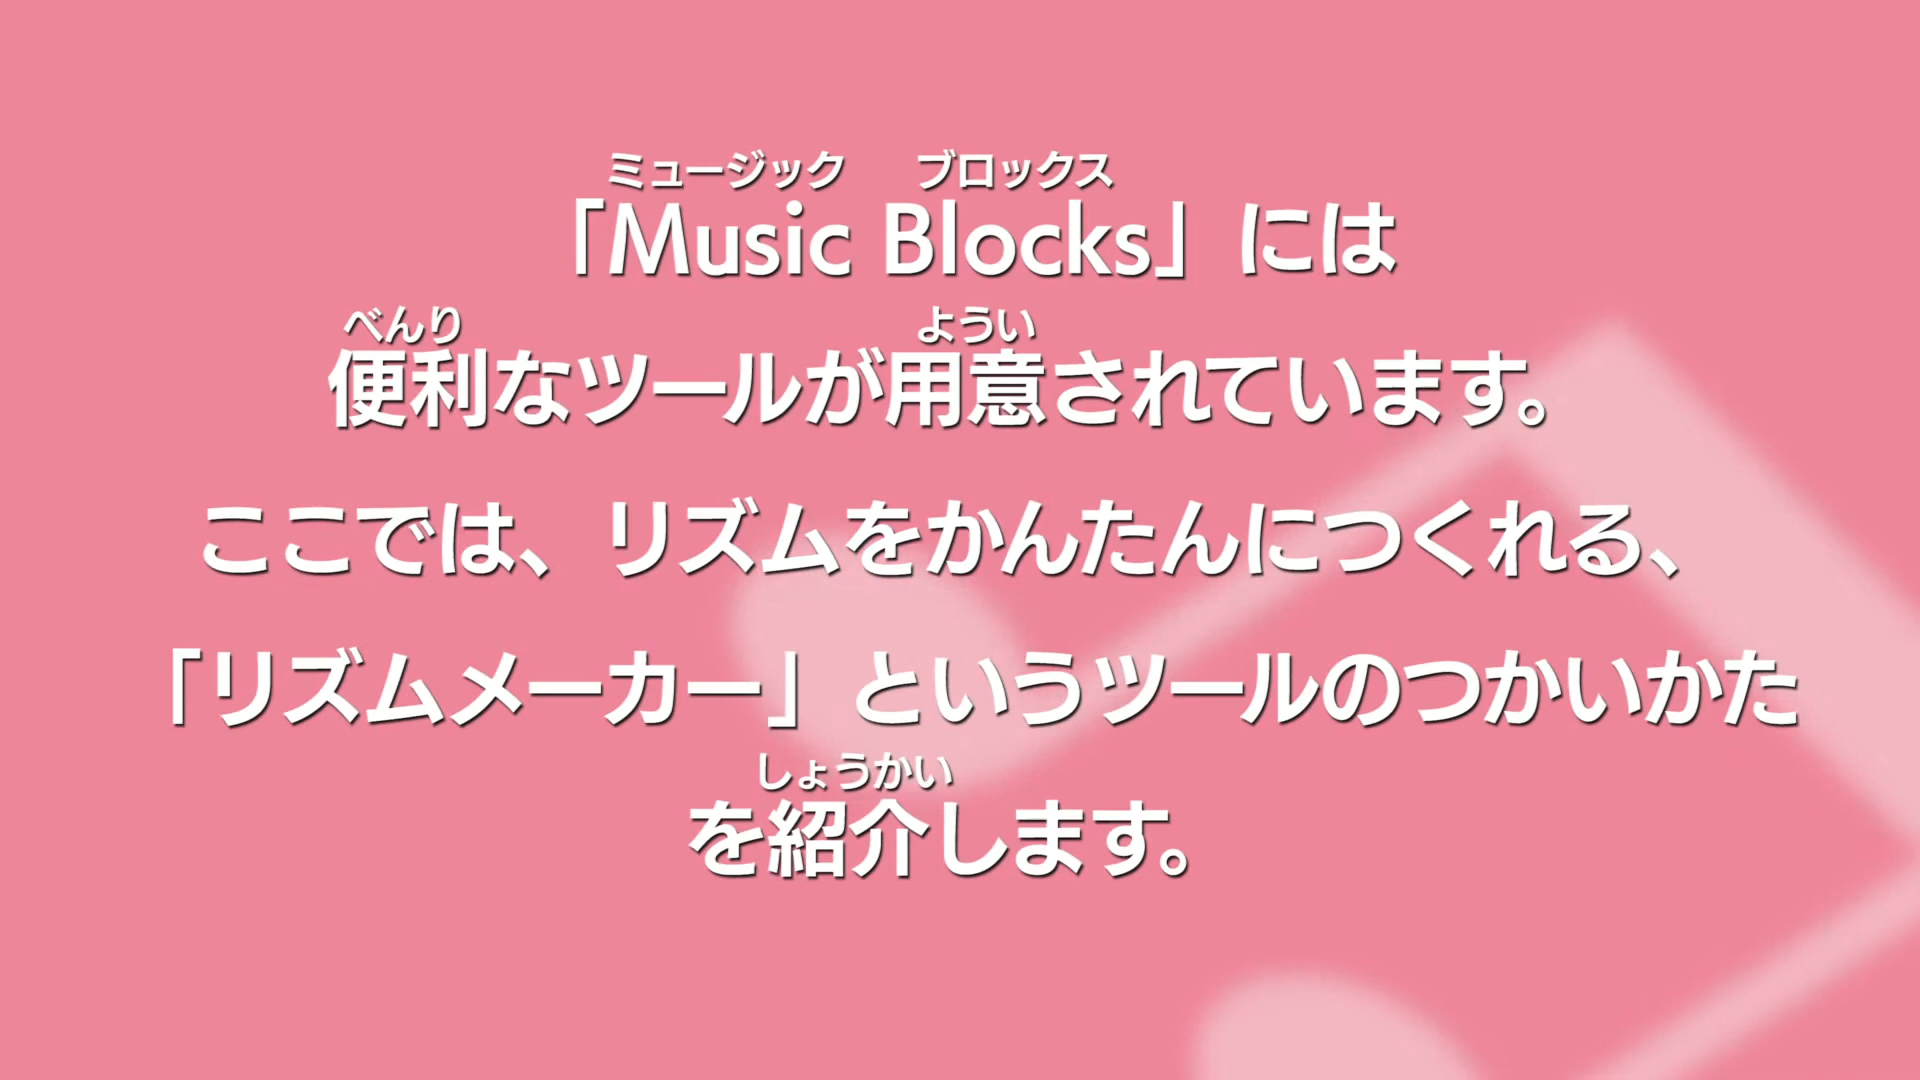 ミュージック ブロックス
「Music Blocks」には
べんり ようい
便利なツールが用意されています。
ここでは、リズムをかんたんにつくれる、
「リズムメーカー」というツールのつかいかた
しょうかい
を紹介します。